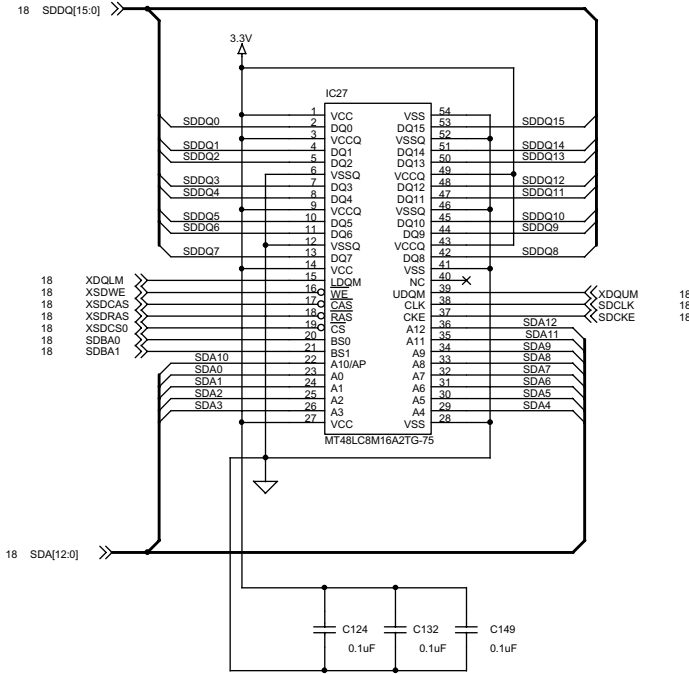 18 SDDQ[15:0]
3.3V
IC27
1 VCC VSS 54
SDDQ0 2 DQ0 DQ15 53 SDDQ15
3 VCCQ VSSQ 52
SDDQ1 4 DQ1 DQ14 51 SDDQ14
SDDQ2 5 DQ2 DQ13 50 SDDQ13
6 VSSQ VCCQ 49
SDDQ3 7 DQ3 DQ12 48 SDDQ12
SDDQ4 8 DQ4 DQ11 47 SDDQ11
9 VCCQ VSSQ 46
SDDQ5 10 DQ5 DQ10 45 SDDQ10
SDDQ6 11 DQ6 DQ9 44 SDDQ9
12 VSSQ VCCQ 43
SDDQ7 13 DQ7 DQ8 42 SDDQ8
14 VCC VSS 41
18 XDQLM 15 LDQM NC 40
18 XSDWE 16 WE UDQM 39 XDQUM 18
18 XSDCAS 17 CAS CLK 38 SDCLK 18
18 XSDRAS 18 RAS CKE 37 SDCKE 18
18 XSDCS0 19 CS A12 36 SDA12
18 SDBA0 20 BS0 A11 35 SDA11
18 SDBA1 21 BS1 A9 34 SDA9
SDA10 22 A10/AP A8 33 SDA8
SDA0 23 A0 A7 32 SDA7
SDA1 24 A1 A6 31 SDA6
SDA2 25 A2 A5 30 SDA5
SDA3 26 A3 A4 29 SDA4
27 VCC VSS 28
MT48LC8M16A2TG-75
18 SDA[12:0]
C124 C132 C149
0.1uF 0.1uF 0.1uF